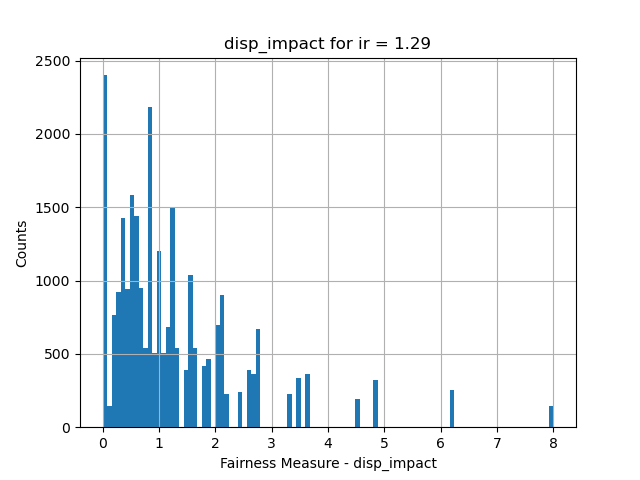 disp_impact for ir = 1.29
2500
2000
1500
1000
500
0
Counts
0 1 2 3 4 5 6 7 8
Fairness Measure - disp_impact